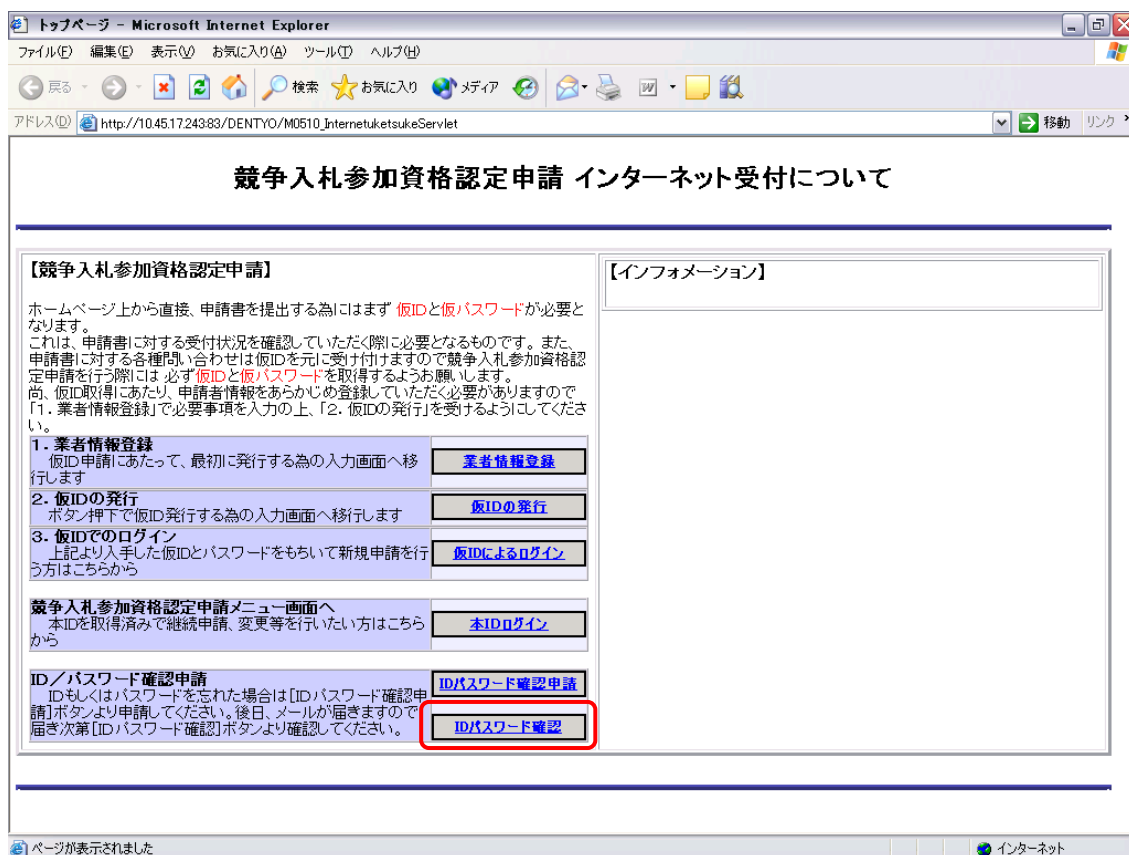 トップページ - Microsoft Internet Explorer
ファイル(F) 編集(E) 表示(V) お気に入り(A) ツール(T) ヘルプ(H)
戻る 検索 お気に入り メディア
アドレス(D) http://10.45.17.243:83/DENTYO/M0510_InternetuketsukeServlet 移動 リンク
競争入札参加資格認定申請 インターネット受付について
【競争入札参加資格認定申請】
ホームページ上から直接、申請書を提出する為にはまず 仮IDと仮パスワードが必要と
なります。
これは、申請書に対する受付状況を確認していただく際に必要となるものです。また、
申請書に対する各種問い合わせは仮IDを元に受け付けますので競争入札参加資格認
定申請を行う際には 必ず仮IDと仮パスワードを取得するようお願いします。
尚、仮ID取得にあたり、申請者情報をあらかじめ登録していただく必要がありますので
「1．業者情報登録」で必要事項を入力の上、「2．仮IDの発行」を受けるようにしてくださ
い。
1．業者情報登録
仮ID申請にあたって、最初に発行する為の入力画面へ移
行します
業者情報登録
2．仮IDの発行
ボタン押下で仮ID発行する為の入力画面へ移行します
仮IDの発行
3．仮IDでのログイン
上記より入手した仮IDとパスワードをもちいて新規申請を行
う方はこちらから
仮IDによるログイン
競争入札参加資格認定申請メニュー画面へ
本IDを取得済みで継続申請、変更等を行いたい方はこちら
から
本IDログイン
ID／パスワード確認申請
IDもしくはパスワードを忘れた場合は[IDパスワード確認申
請]ボタンより申請してください。後日、メールが届きますので
届き次第[IDパスワード確認]ボタンより確認してください。
IDパスワード確認申請
IDパスワード確認
【インフォメーション】
ページが表示されました インターネット